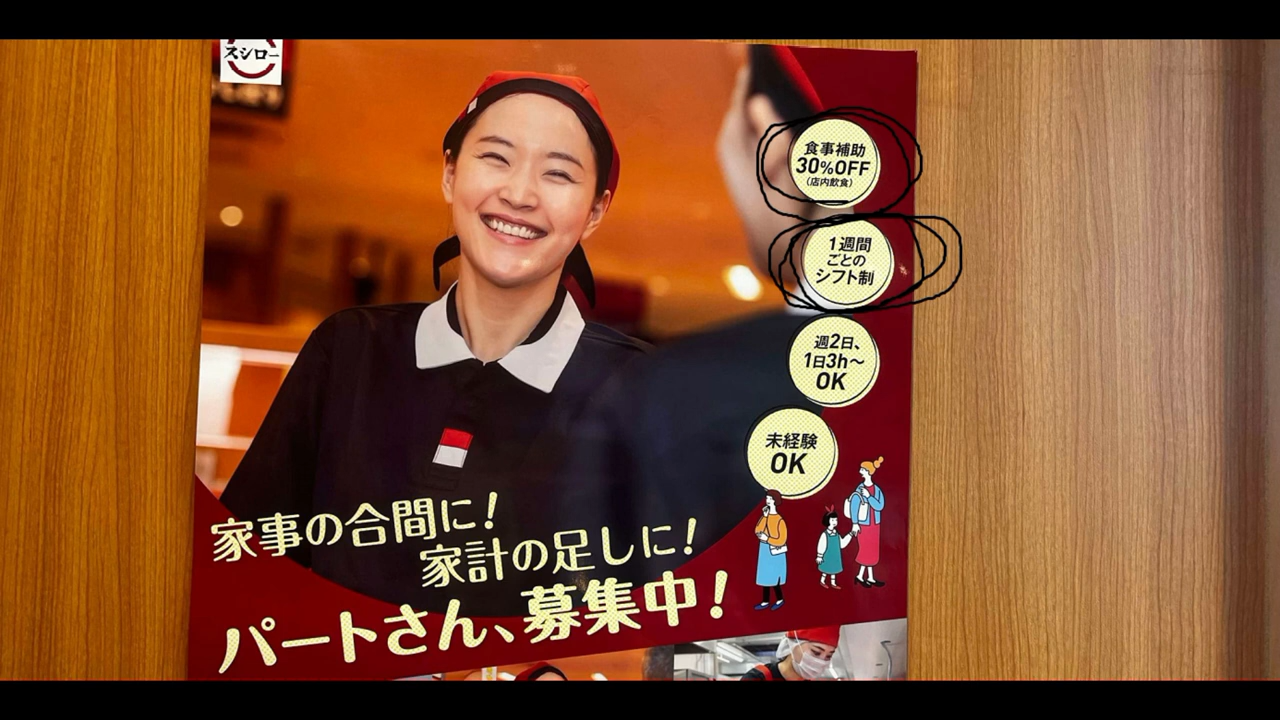 スシロー
食事補助
30%OFF
(店内飲食)
1週間
ごとの
シフト制
週2日、
1日3h〜
OK
未経験
OK
家事の合間に!
家計の足しに!
パートさん、募集中!